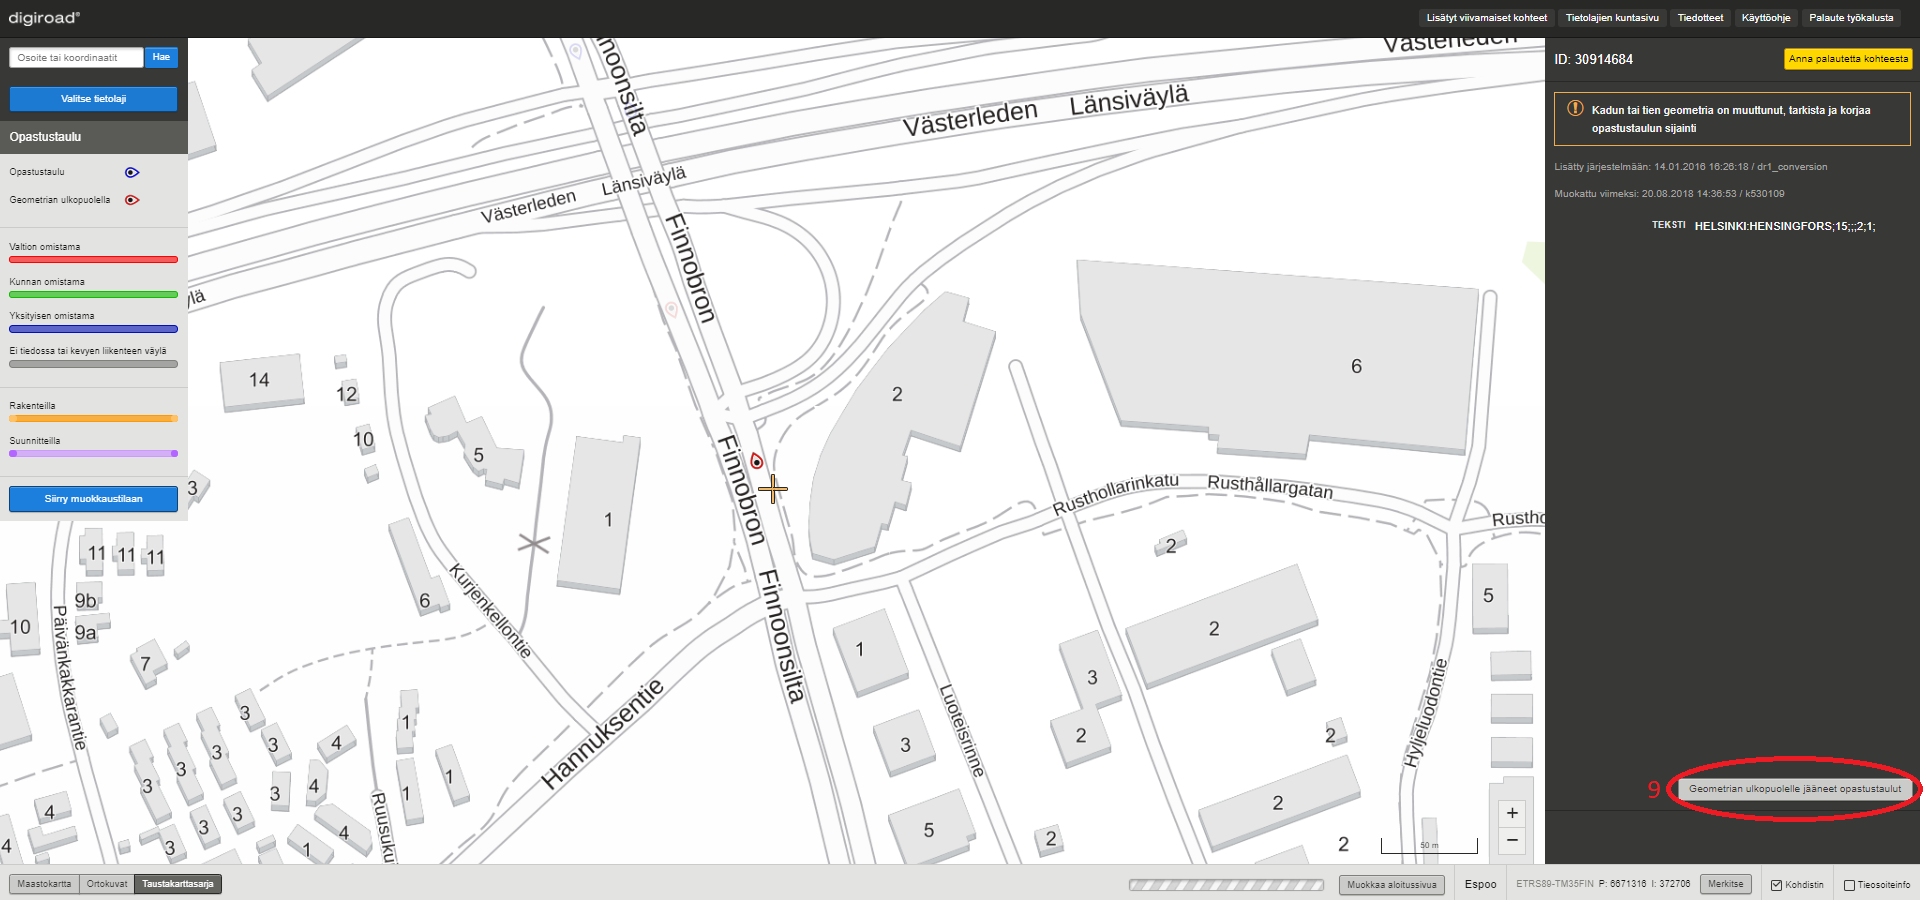 digiroad°
Lisätyt viivamaiset kohteet
Tietolajien kuntasivu
Tiedotteet
Käyttöohje
Palaute työkalusta
Osoite tai koordinaatit
Hae
Valitse tietolaji
Opastustaulu
Opastustaulu
Geometrian ulkopuolella
Valtion omistama
Kunnan omistama
Yksityisen omistama
Ei tiedossa tai kevyen liikenteen väylä
Rakenteilla
Suunnitteilla
Siirry muokkaustilaan
Finnoonsilta
Västerleden
Västerleden
Länsiväylä
Västerleden
Länsiväylä
Finnobron
14
12
10
5
1
2
6
3
Finnobron
Rusthollarinkatu
Rusthållargatan
11
11
11
9b
9a
10
Päivänkakkarantie
7
6
Kurjenkellontie
Finnoonsilta
Hannuksentie
2
5
2
1
3
2
2
3
5
2
2
2
Luoteisrinne
Hyljeluodontie
3
3
3
3
3
3
3
3
3
4
4
4
4
4
1
1
1
1
Ruusuku
50 m
+
−
ID: 30914684
Anna palautetta kohteesta
Kadun tai tien geometria on muuttunut, tarkista ja korjaa
opastustaulun sijainti
Lisätty järjestelmään: 14.01.2016 16:26:18 / dr1_conversion
Muokattu viimeksi: 20.08.2018 14:36:53 / k530109
TEKSTI HELSINKI:HENSINGFORS;15;;;2;1;
9
Geometrian ulkopuolelle jääneet opastustaulut
Maastokartta
Ortokuvat
Taustakarttasarja
Muokkaa aloitussivua
Espoo
ETRS89-TM35FIN P: 6671316 I: 372706
Merkitse
Kohdistin
Tieosoiteinfo